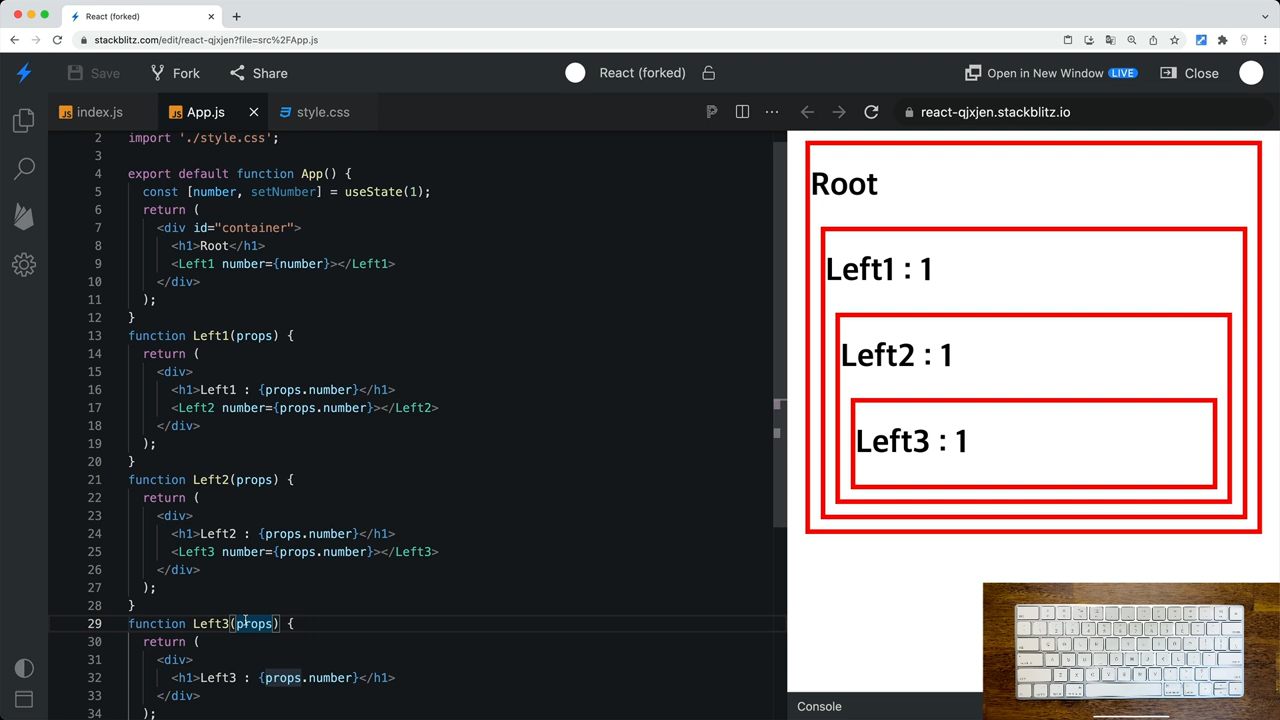 React (forked)
stackblitz.com/edit/react-qjxjen?file=src%2FApp.js
Save
Fork
Share
React (forked)
Open in New Window LIVE
Close
index.js
App.js
style.css
react-qjxjen.stackblitz.io
2 import './style.css';
3
4 export default function App() {
5 const [number, setNumber] = useState(1);
6 return (
7 <div id="container">
8 <h1>Root</h1>
9 <Left1 number={number}></Left1>
10 </div>
11 );
12 }
13 function Left1(props) {
14 return (
15 <div>
16 <h1>Left1 : {props.number}</h1>
17 <Left2 number={props.number}></Left2>
18 </div>
19 );
20 }
21 function Left2(props) {
22 return (
23 <div>
24 <h1>Left2 : {props.number}</h1>
25 <Left3 number={props.number}></Left3>
26 </div>
27 );
28 }
29 function Left3(props) {
30 return (
31 <div>
32 <h1>Left3 : {props.number}</h1>
33 </div>
34 );
Root
Left1 : 1
Left2 : 1
Left3 : 1
Console